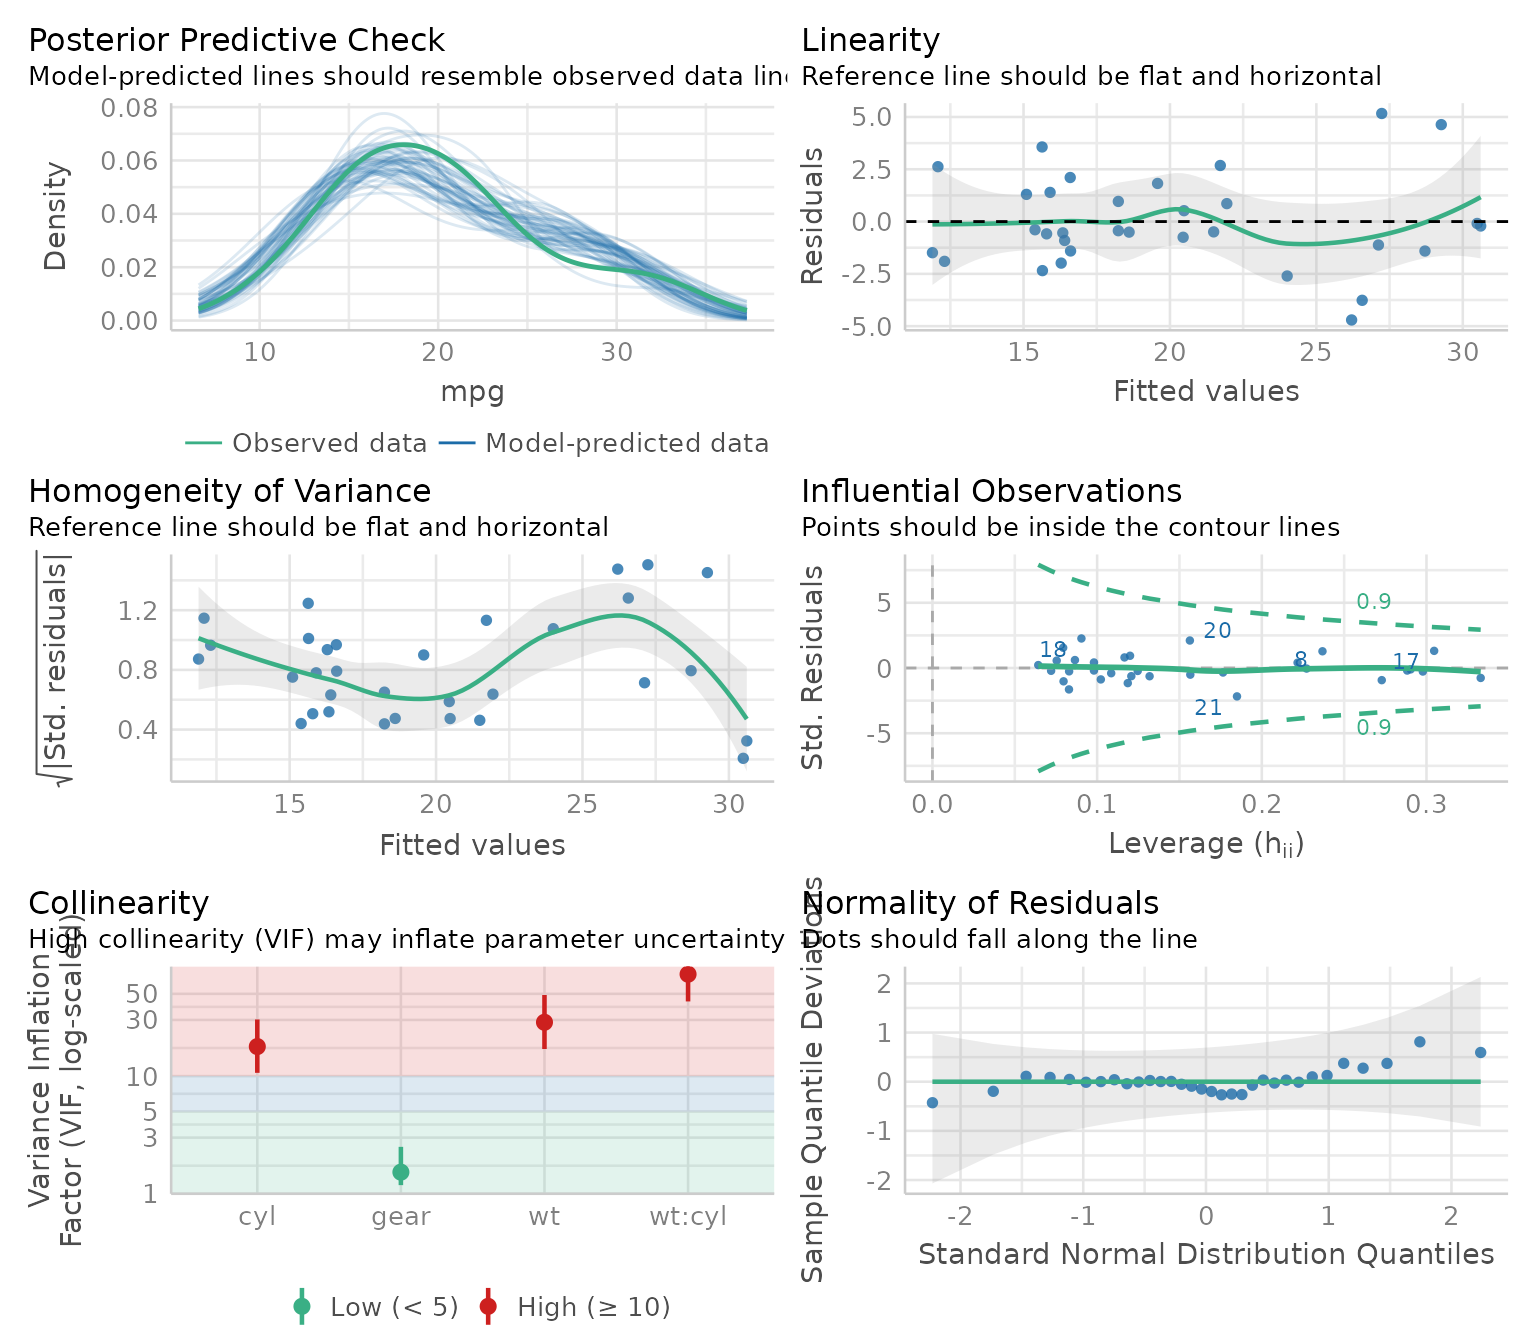 Posterior Predictive Check
Model-predicted lines should resemble observed data
Density
0.08
0.06
0.04
0.02
0.00
10
20
30
mpg
Observed data
Model-predicted data
Linearity
Reference line should be flat and horizontal
Residuals
5.0
2.5
0.0
-2.5
-5.0
15
20
25
30
Fitted values
Homogeneity of Variance
Reference line should be flat and horizontal
√|Std. residuals|
1.2
0.8
0.4
15
20
25
30
Fitted values
Influential Observations
Points should be inside the contour lines
Std. Residuals
5
0
-5
0.9
20
18
8
17
21
0.9
0.0
0.1
0.2
0.3
Leverage (hii)
Collinearity
High collinearity (VIF) may inflate parameter uncertainty
Variance Inflation
Factor (VIF, log-scaled)
50
30
10
5
3
1
cyl
gear
wt
wt:cyl
Low (< 5)
High (≥ 10)
Normality of Residuals
Dots should fall along the line
Sample Quantile Deviations
2
1
0
-1
-2
-2
-1
0
1
2
Standard Normal Distribution Quantiles